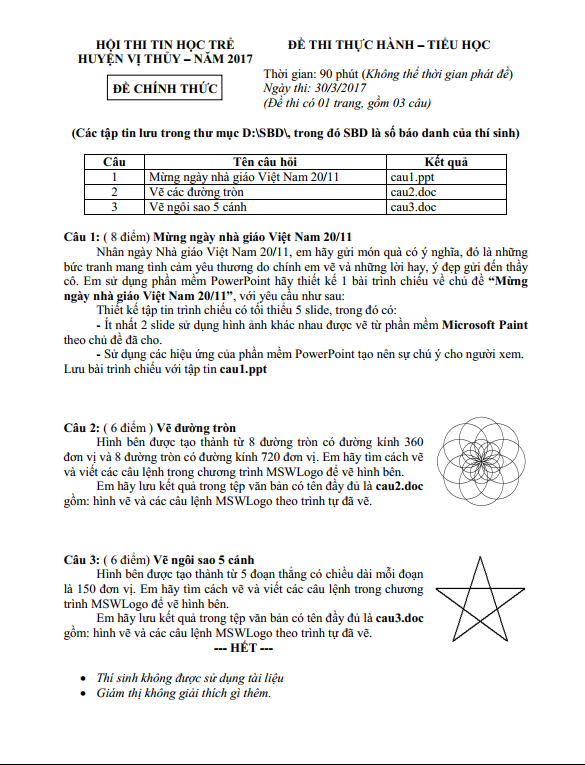 HỘI THI TIN HỌC TRẺ
HUYỆN VỊ THỦY – NĂM 2017
ĐỀ CHÍNH THỨC
ĐỀ THI THỰC HÀNH – TIỂU HỌC
Thời gian: 90 phút (Không thể thời gian phát đề)
Ngày thi: 30/3/2017
(Đề thi có 01 trang, gồm 03 câu)
(Các tập tin lưu trong thư mục D:\SBD\, trong đó SBD là số báo danh của thí sinh)
Câu Tên câu hỏi Kết quả
1 Mừng ngày nhà giáo Việt Nam 20/11 cau1.ppt
2 Vẽ các đường tròn cau2.doc
3 Vẽ ngôi sao 5 cánh cau3.doc
Câu 1: ( 8 điểm) Mừng ngày nhà giáo Việt Nam 20/11
Nhân ngày Nhà giáo Việt Nam 20/11, em hãy gửi món quà có ý nghĩa, đó là những
bức tranh mang tình cảm yêu thương do chính em vẽ và những lời hay, ý đẹp gửi đến thầy
cô. Em sử dụng phần mềm PowerPoint hãy thiết kế 1 bài trình chiếu về chủ đề “Mừng
ngày nhà giáo Việt Nam 20/11”, với yêu cầu như sau:
Thiết kế tập tin trình chiếu có tối thiểu 5 slide, trong đó có:
- Ít nhất 2 slide sử dụng hình ảnh khác nhau được vẽ từ phần mềm Microsoft Paint
theo chủ đề đã cho.
- Sử dụng các hiệu ứng của phần mềm PowerPoint tạo nên sự chú ý cho người xem.
Lưu bài trình chiếu với tập tin cau1.ppt
Câu 2: ( 6 điểm ) Vẽ đường tròn
Hình bên được tạo thành từ 8 đường tròn có đường kính 360
đơn vị và 8 đường tròn có đường kính 720 đơn vị. Em hãy tìm cách vẽ
và viết các câu lệnh trong chương trình MSWLogo để vẽ hình bên.
Em hãy lưu kết quả trong tệp văn bản có tên đầy đủ là cau2.doc
gồm: hình vẽ và các câu lệnh MSWLogo theo trình tự đã vẽ.
Câu 3: ( 6 điểm) Vẽ ngôi sao 5 cánh
Hình bên được tạo thành từ 5 đoạn thẳng có chiều dài mỗi đoạn
là 150 đơn vị. Em hãy tìm cách vẽ và viết các câu lệnh trong chương
trình MSWLogo để vẽ hình bên.
Em hãy lưu kết quả trong tệp văn bản có tên đầy đủ là cau3.doc
gồm: hình vẽ và các câu lệnh MSWLogo theo trình tự đã vẽ.
--- HẾT ---
• Thí sinh không được sử dụng tài liệu
• Giám thị không giải thích gì thêm.